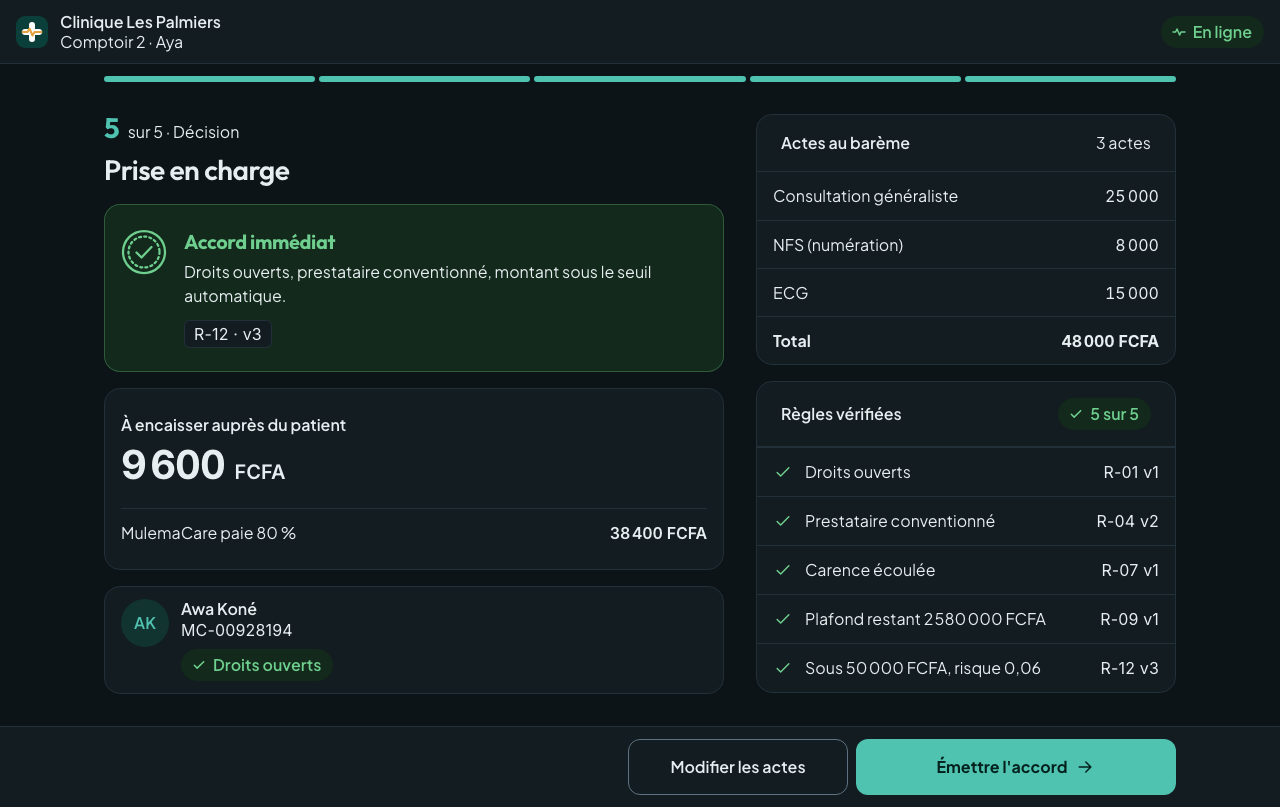 Clinique Les Palmiers
Comptoir 2 · Aya
En ligne
5 sur 5 · Décision
Prise en charge
Accord immédiat
Droits ouverts, prestataire conventionné, montant sous le seuil
automatique.
R-12 · v3
À encaisser auprès du patient
9 600 FCFA
MulemaCare paie 80 % 38 400 FCFA
AK
Awa Koné
MC-00928194
Droits ouverts
Actes au barème 3 actes
Consultation généraliste 25 000
NFS (numération) 8 000
ECG 15 000
Total 48 000 FCFA
Règles vérifiées 5 sur 5
Droits ouverts R-01 v1
Prestataire conventionné R-04 v2
Carence écoulée R-07 v1
Plafond restant 2 580 000 FCFA R-09 v1
Sous 50 000 FCFA, risque 0,06 R-12 v3
Modifier les actes
Émettre l'accord →